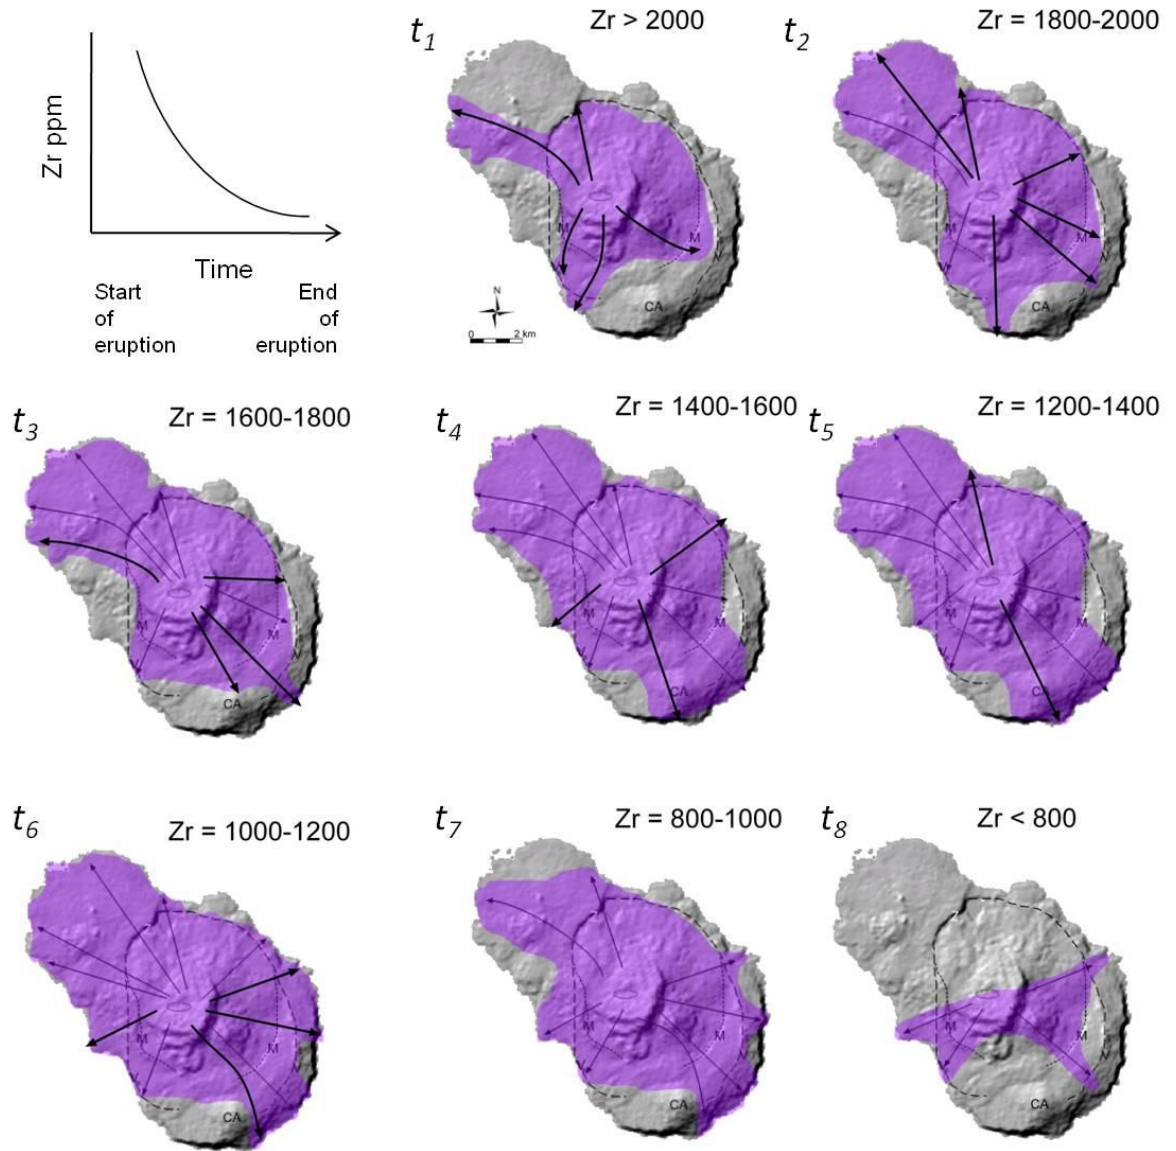 Zr ppm
Time
Start
of
eruption
End
of
eruption
t1
Zr > 2000
M
M
CA
N
0 2 km
t2
Zr = 1800-2000
M
M
CA
t3
Zr = 1600-1800
M
M
CA
t4
Zr = 1400-1600
M
M
CA
t5
Zr = 1200-1400
M
M
CA
t6
Zr = 1000-1200
M
M
CA
t7
Zr = 800-1000
M
M
CA
t8
Zr < 800
M
M
CA